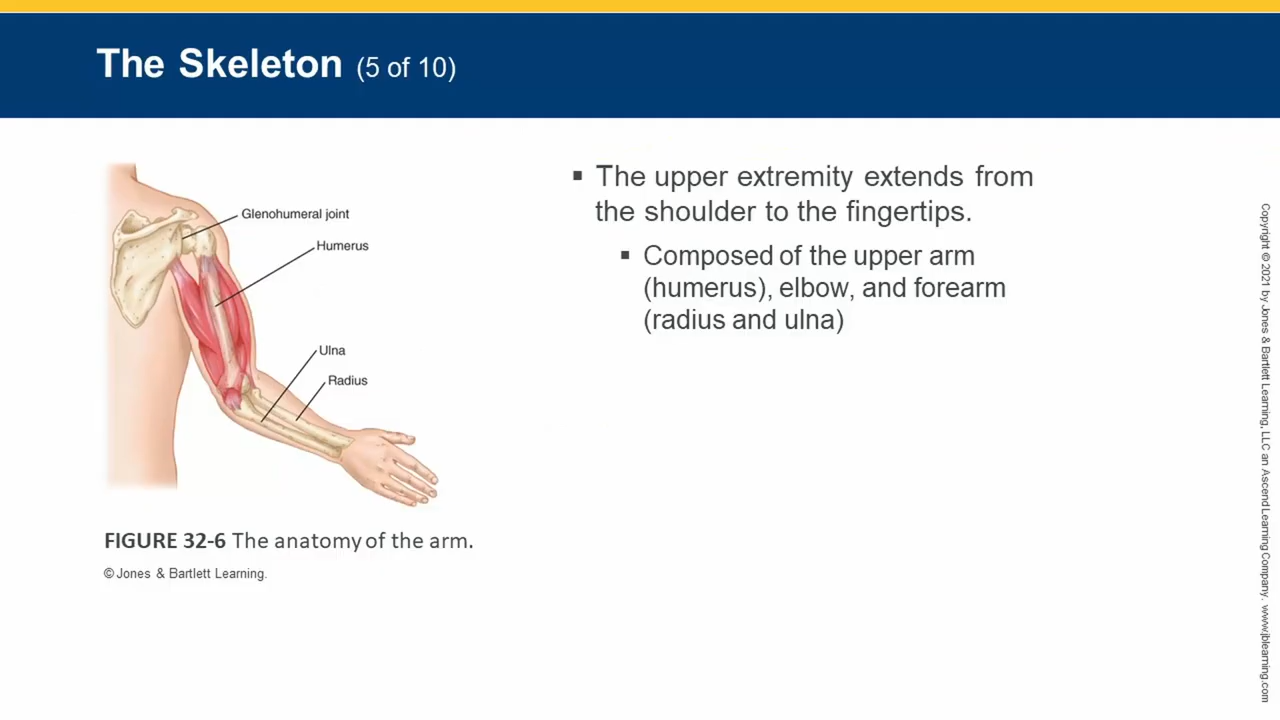 The Skeleton (5 of 10)
Glenohumeral joint
Humerus
Ulna
Radius
FIGURE 32-6 The anatomy of the arm.
© Jones & Bartlett Learning.
▪ The upper extremity extends from
the shoulder to the fingertips.
▪ Composed of the upper arm
(humerus), elbow, and forearm
(radius and ulna)
Copyright © 2021 by Jones & Bartlett Learning, LLC an Ascend Learning Company. www.jblearning.com